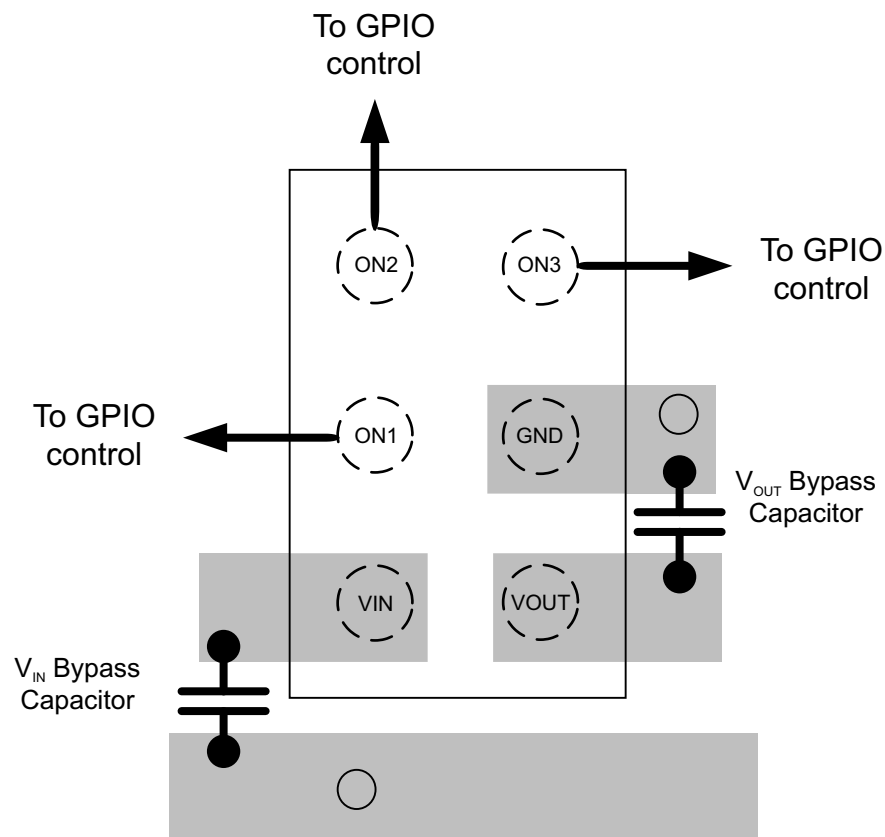 To GPIO
control
ON2
ON3
To GPIO
control
To GPIO
control
ON1
GND
V_OUT Bypass
Capacitor
VIN
VOUT
V_IN Bypass
Capacitor